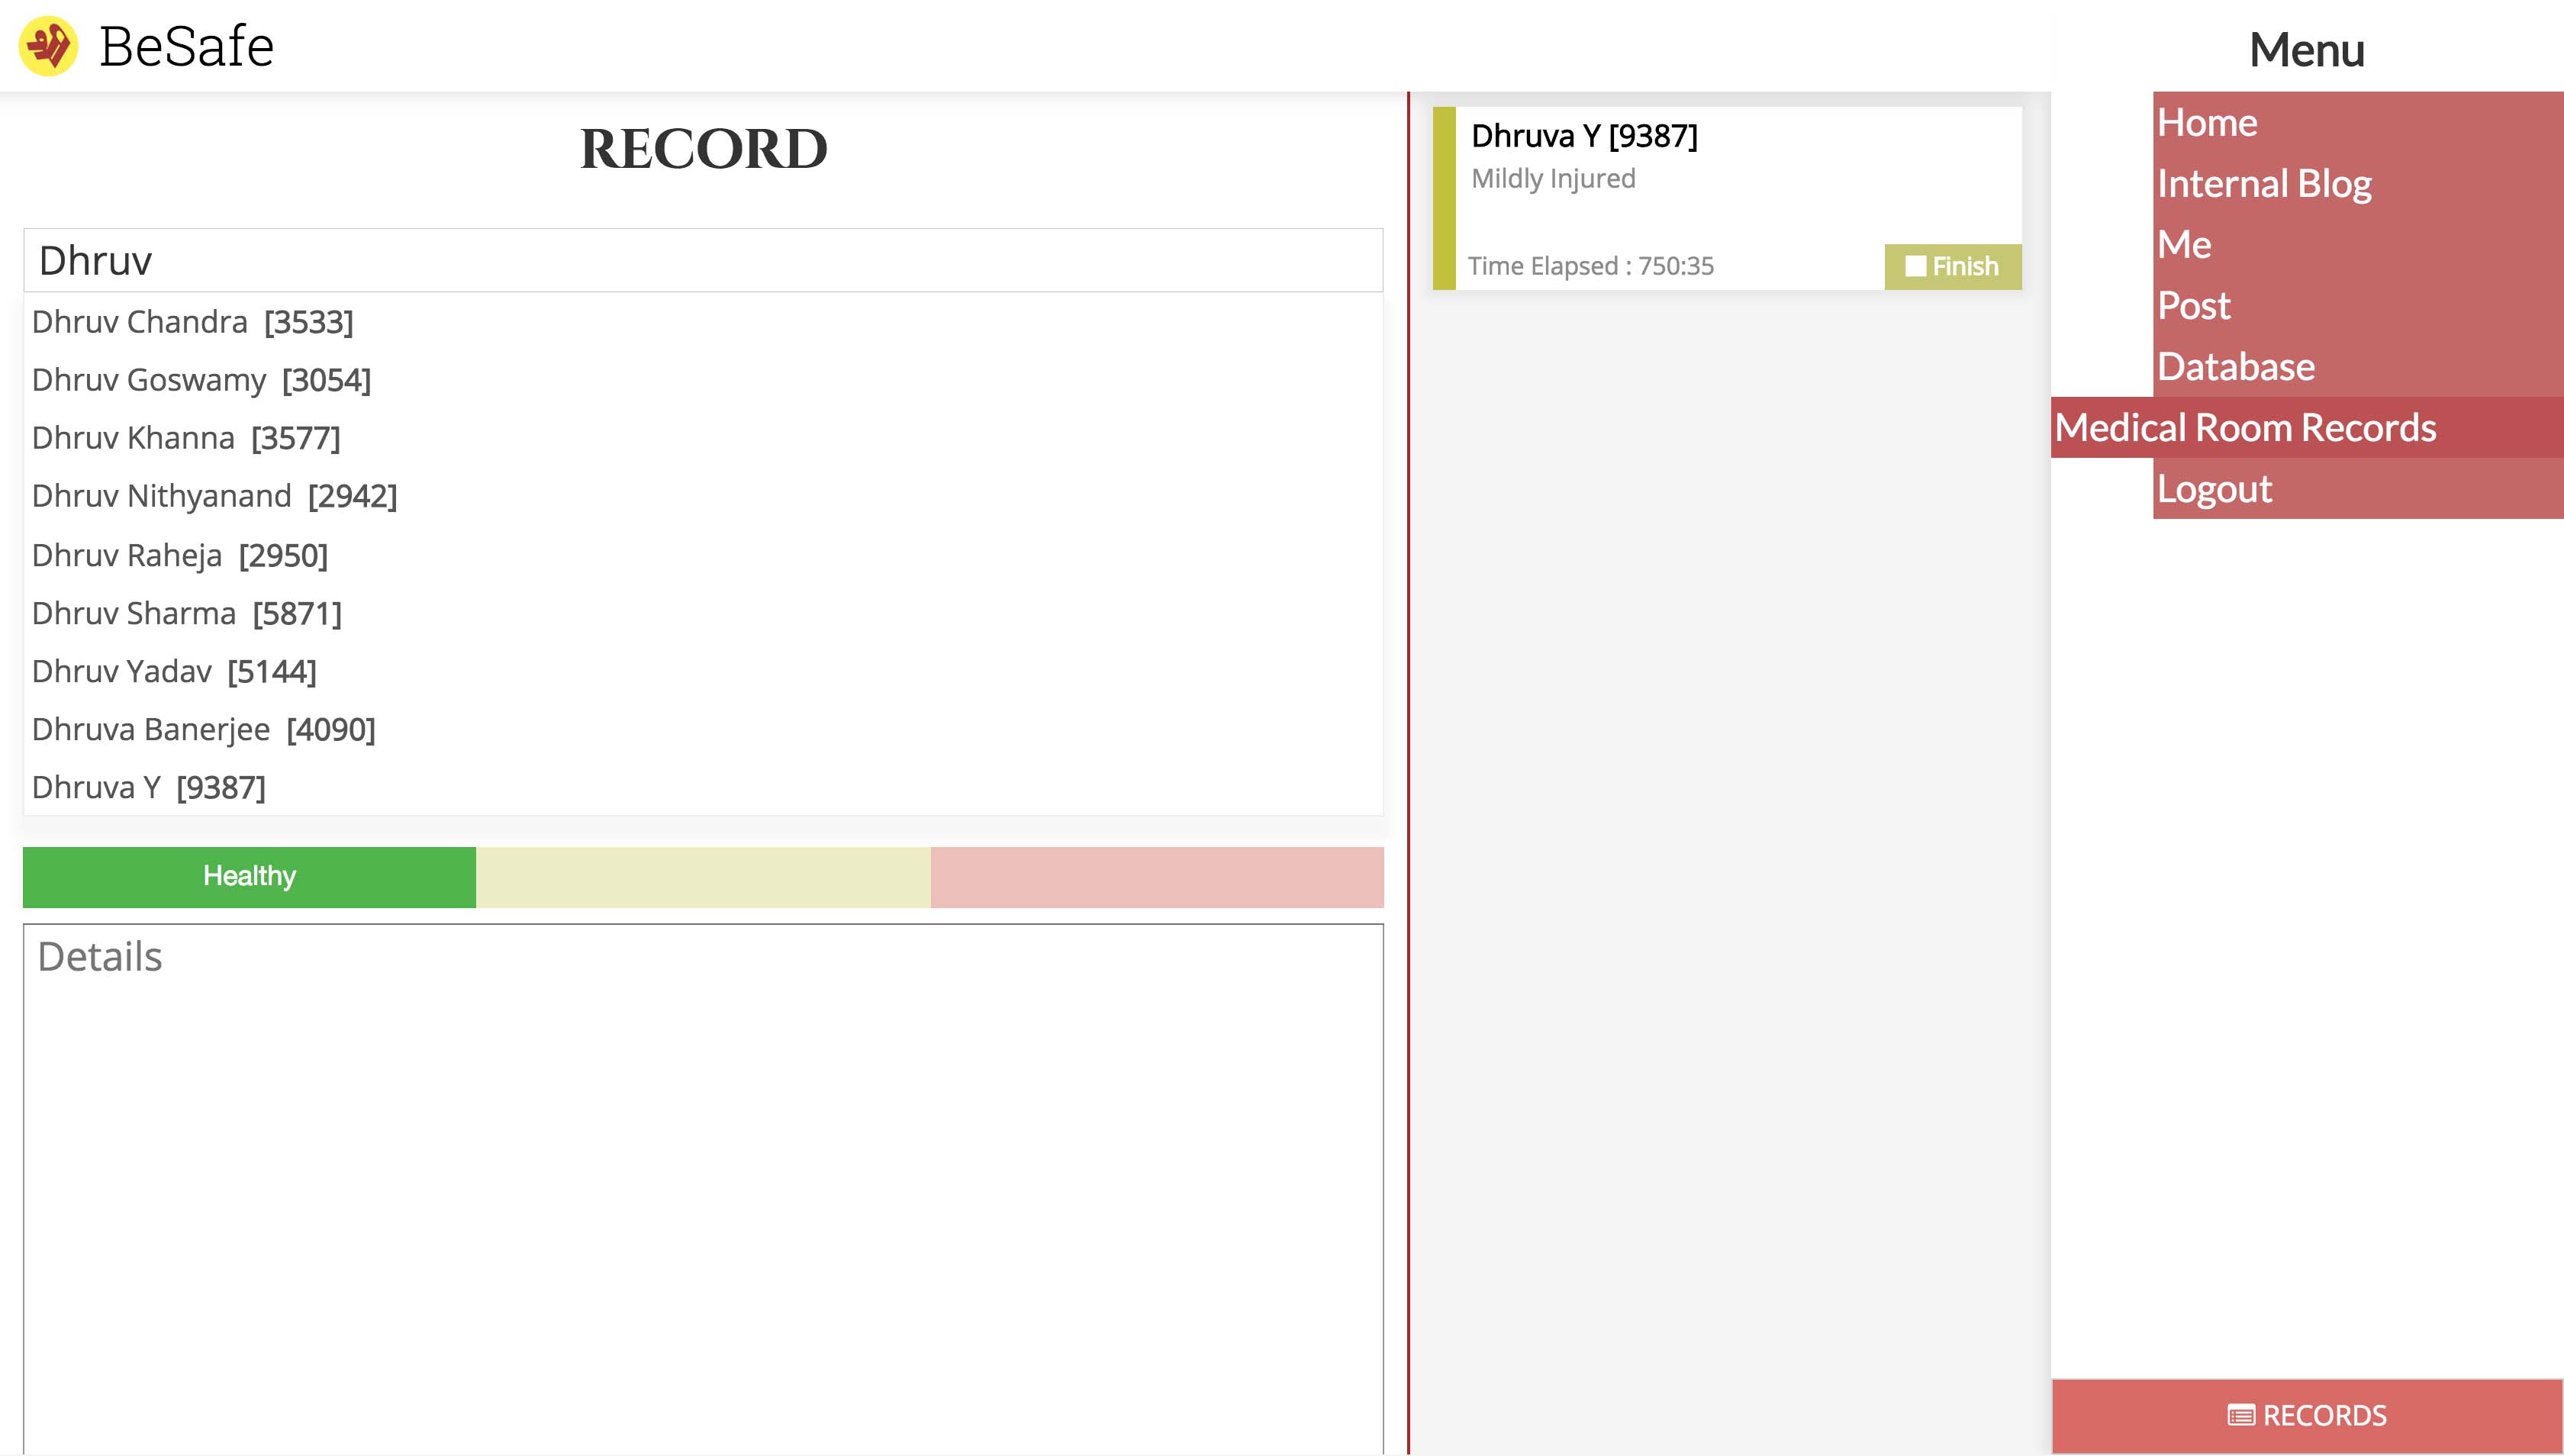 BeSafe
RECORD
Dhruv
Dhruv Chandra [3533]
Dhruv Goswamy [3054]
Dhruv Khanna [3577]
Dhruv Nithyanand [2942]
Dhruv Raheja [2950]
Dhruv Sharma [5871]
Dhruv Yadav [5144]
Dhruva Banerjee [4090]
Dhruva Y [9387]
Healthy
Details
Dhruva Y [9387]
Mildly Injured
Time Elapsed : 750:35
Finish
Menu
Home
Internal Blog
Me
Post
Database
Medical Room Records
Logout
RECORDS